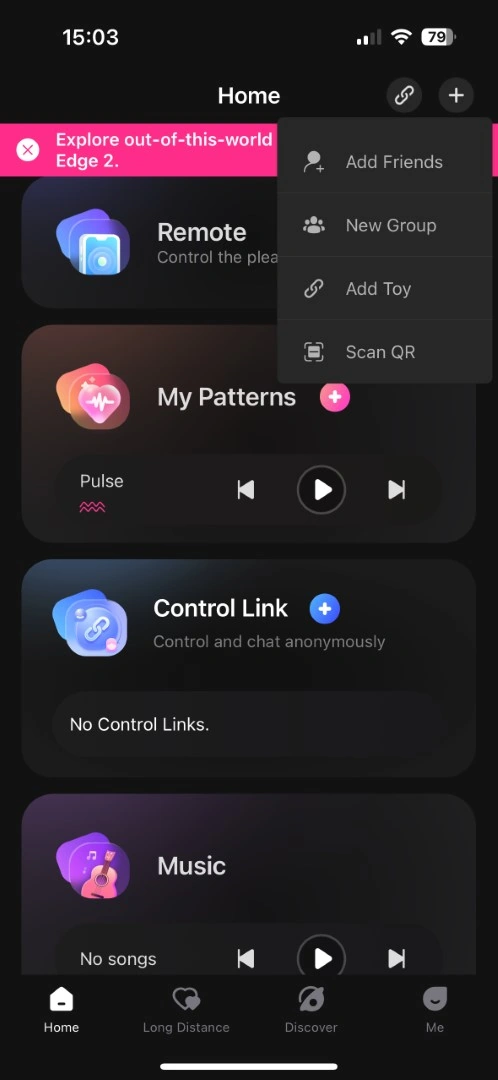 15:03
79
Home
Explore out-of-this-world
Edge 2.
Add Friends
New Group
Add Toy
Scan QR
Remote
Control the plea
My Patterns
Pulse
Control Link
Control and chat anonymously
No Control Links.
Music
No songs
Home
Long Distance
Discover
Me